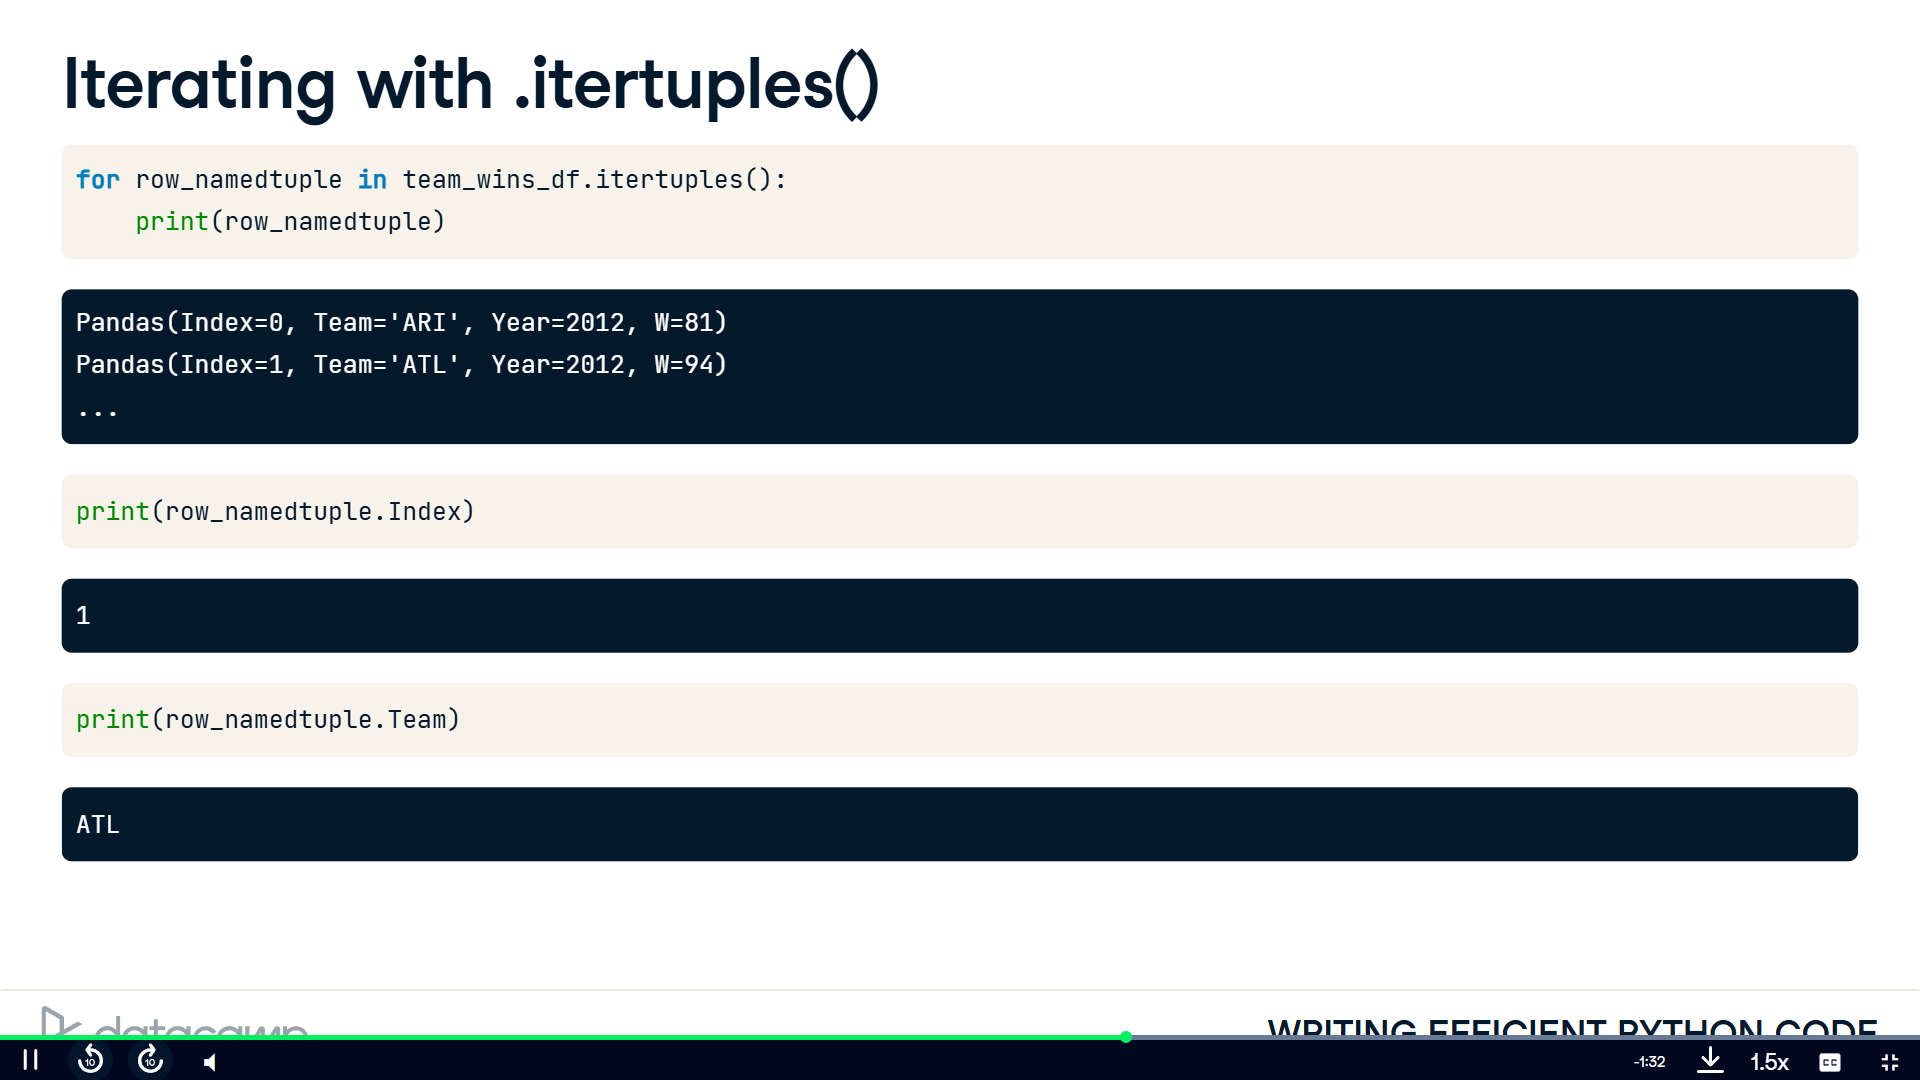 Iterating with .itertuples()
for row_namedtuple in team_wins_df.itertuples():
    print(row_namedtuple)
Pandas(Index=0, Team='ARI', Year=2012, W=81)
Pandas(Index=1, Team='ATL', Year=2012, W=94)
...
print(row_namedtuple.Index)
1
print(row_namedtuple.Team)
ATL
datacamp
WRITING EFFICIENT PYTHON CODE
10 10 -1:32 1.5x CC